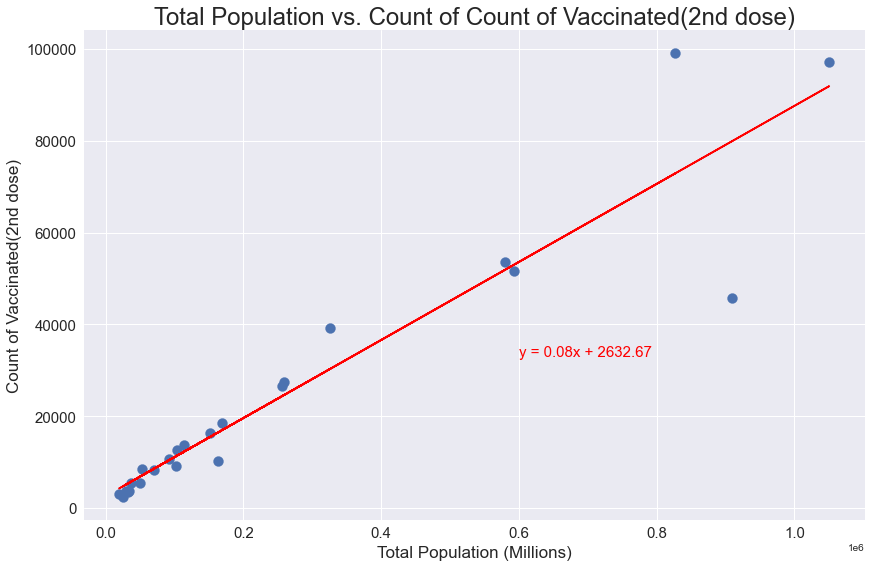 Total Population vs. Count of Count of Vaccinated(2nd dose)
Count of Vaccinated(2nd dose)
100000
80000
60000
40000
20000
0
y = 0.08x + 2632.67
0.0 0.2 0.4 0.6 0.8 1.0
1e6
Total Population (Millions)